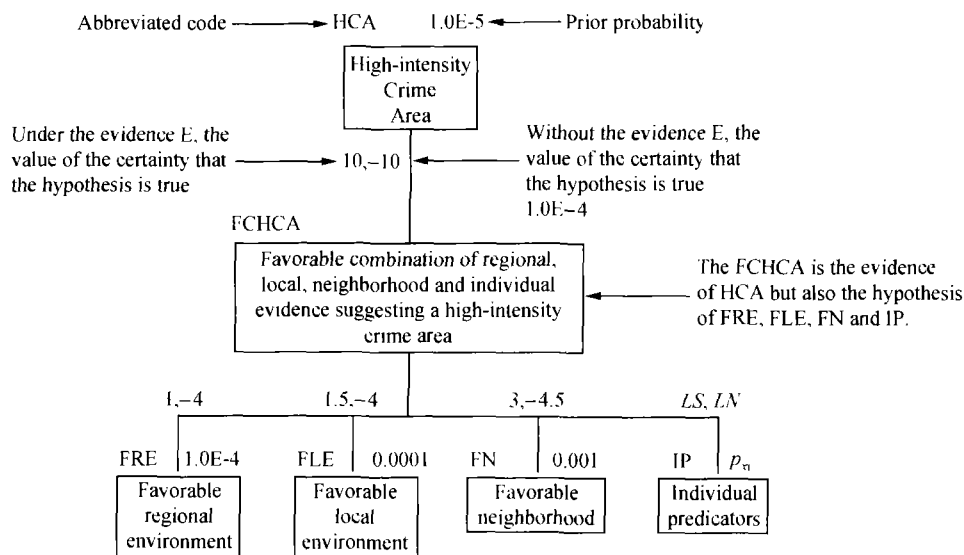 Abbreviated code HCA 1.0E-5 Prior probability
High-intensity
Crime
Area
Under the evidence E, the
value of the certainty that
the hypothesis is true
10,–10
Without the evidence E, the
value of the certainty that
the hypothesis is true
1.0E–4
FCHCA
Favorable combination of regional,
local, neighborhood and individual
evidence suggesting a high-intensity
crime area
The FCHCA is the evidence
of HCA but also the hypothesis
of FRE, FLE, FN and IP.
1,–4 1.5,–4 3,–4.5 LS, LN
FRE 1.0E-4 FLE 0.0001 FN 0.001 IP
Favorable
regional
environment
Favorable
local
environment
Favorable
neighborhood
Individual
predicators